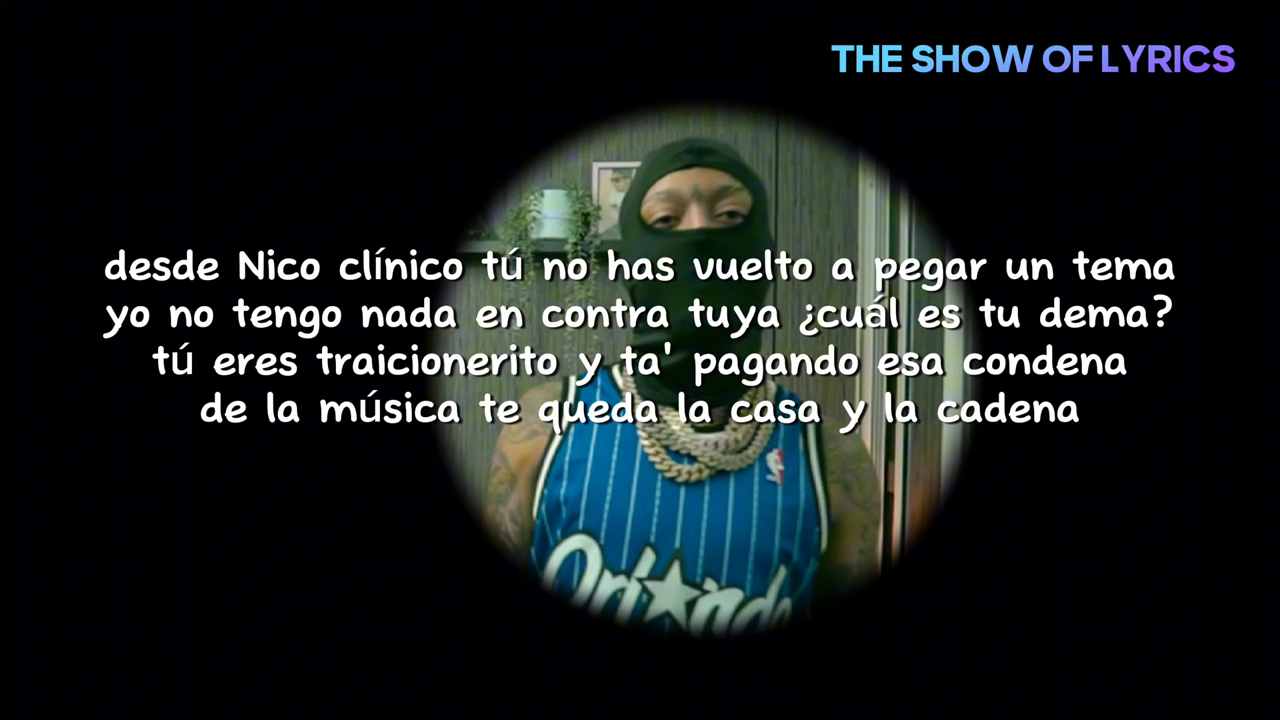 THE SHOW OF LYRICS
desde Nico clínico tú no has vuelto a pegar un tema
yo no tengo nada en contra tuya ¿cuál es tu dema?
tú eres traicionerito y ta' pagando esa condena
de la música te queda la casa y la cadena
Orlando